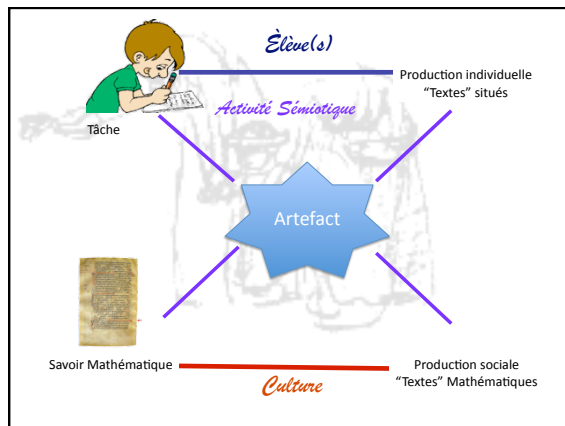 Èlève(s)
Production individuelle
“Textes” situés
Activité Sémiotique
Tâche
Artefact
Savoir Mathématique
Production sociale
“Textes” Mathématiques
Culture